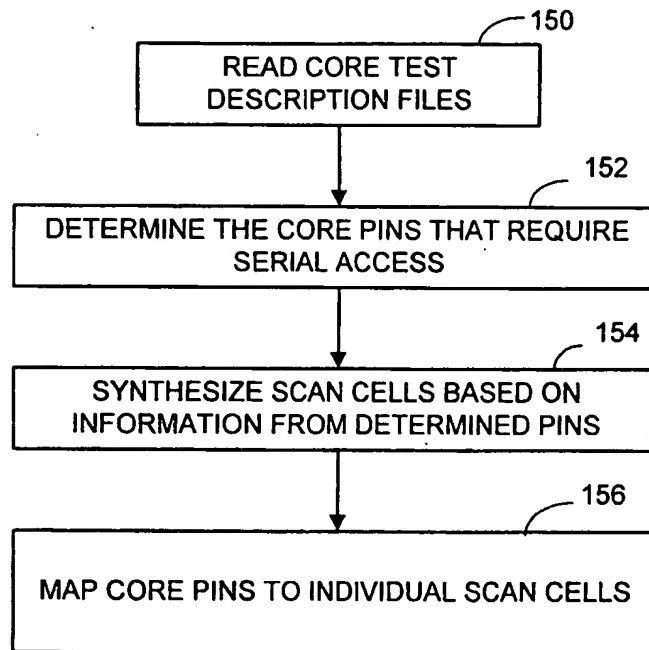 150
READ CORE TEST
DESCRIPTION FILES
152
DETERMINE THE CORE PINS THAT REQUIRE
SERIAL ACCESS
154
SYNTHESIZE SCAN CELLS BASED ON
INFORMATION FROM DETERMINED PINS
156
MAP CORE PINS TO INDIVIDUAL SCAN CELLS